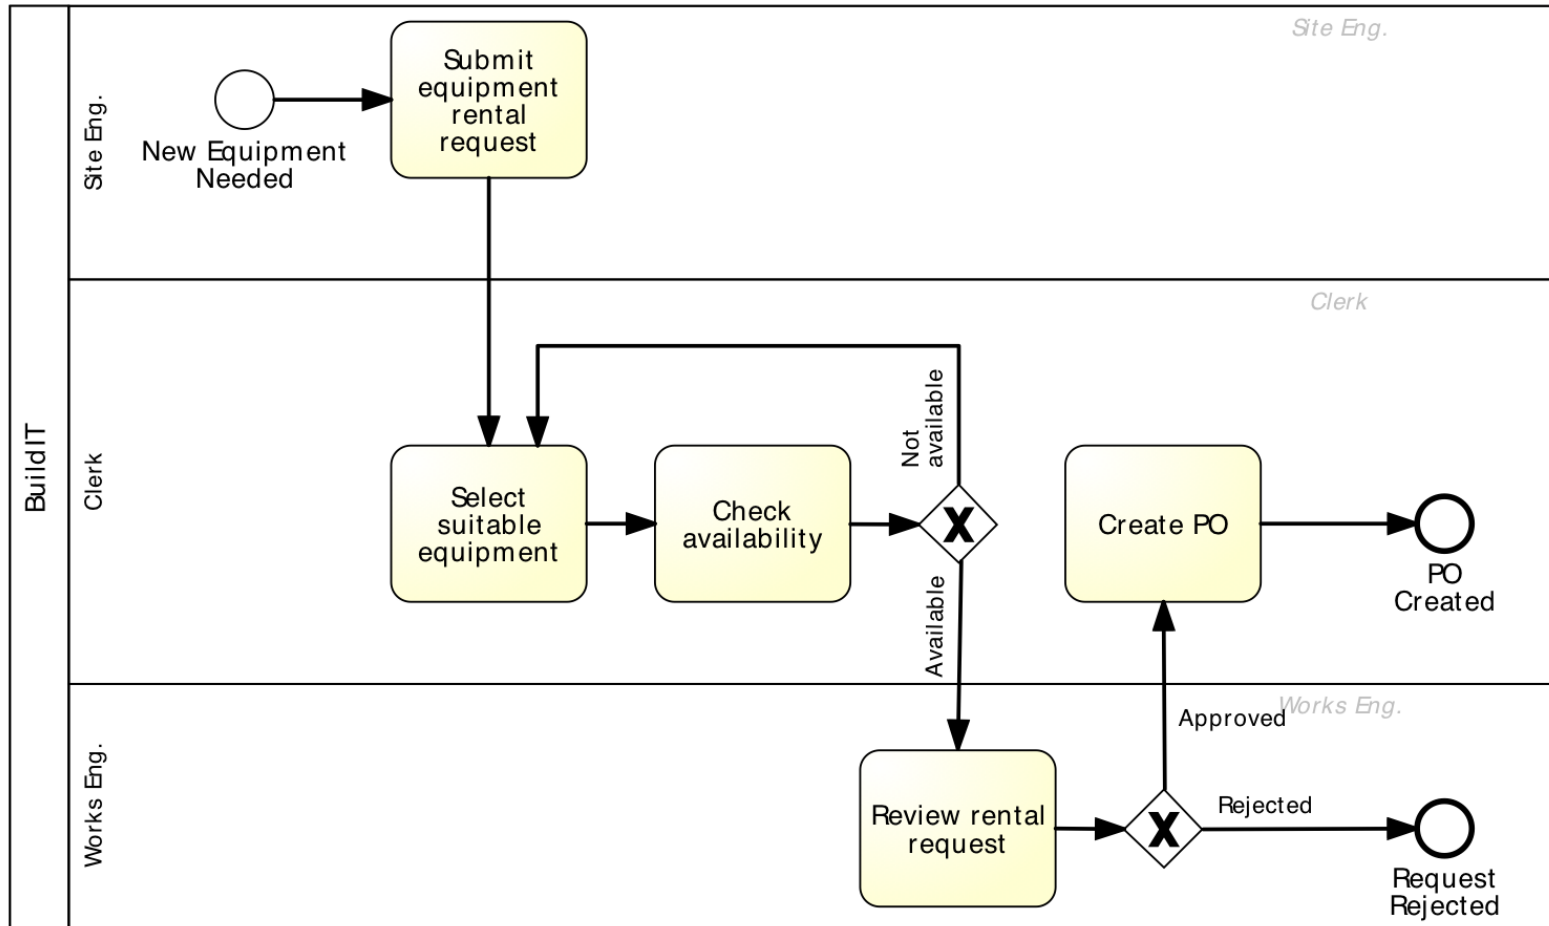 BuildIT
Site Eng.
Site Eng.
New Equipment
Needed
Submit
equipment
rental
request
Clerk
Clerk
Select
suitable
equipment
Check
availability
Not
available
Available
X
Create PO
PO
Created
Works Eng.
Works Eng.
Review rental
request
X
Approved
Rejected
Request
Rejected